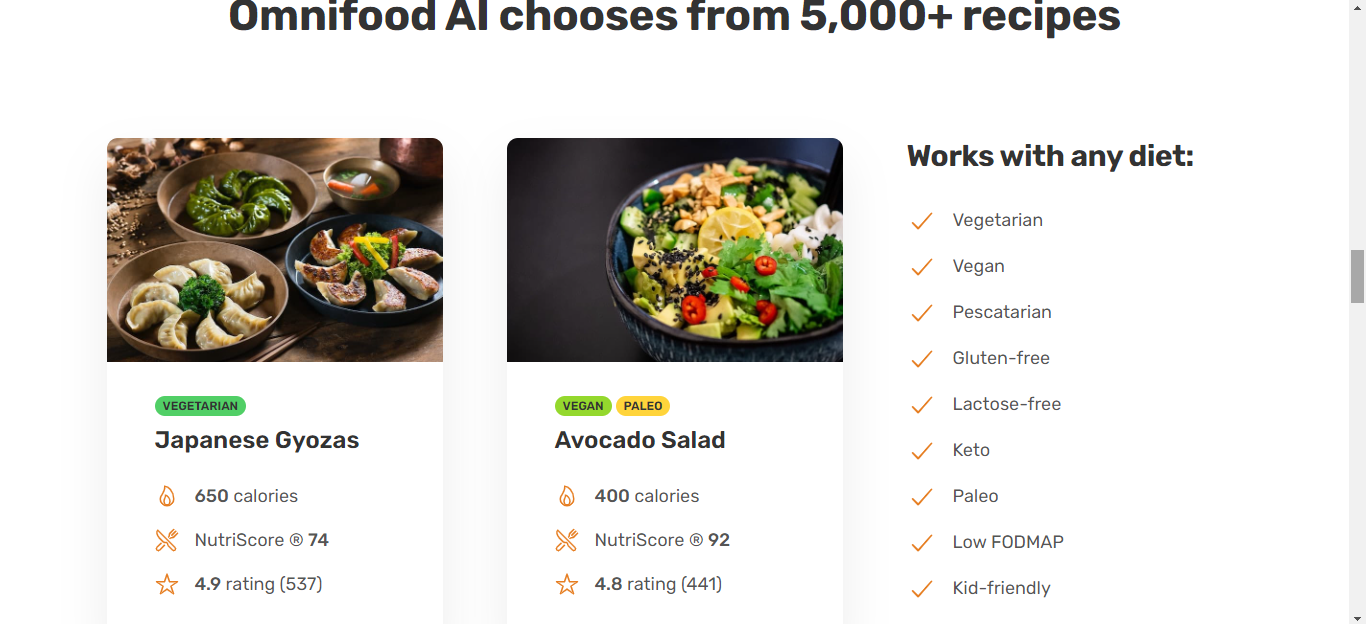 Omnifood AI chooses from 5,000+ recipes
VEGETARIAN
Japanese Gyozas
650 calories
NutriScore ® 74
4.9 rating (537)
VEGAN PALEO
Avocado Salad
400 calories
NutriScore ® 92
4.8 rating (441)
Works with any diet:
Vegetarian
Vegan
Pescatarian
Gluten-free
Lactose-free
Keto
Paleo
Low FODMAP
Kid-friendly